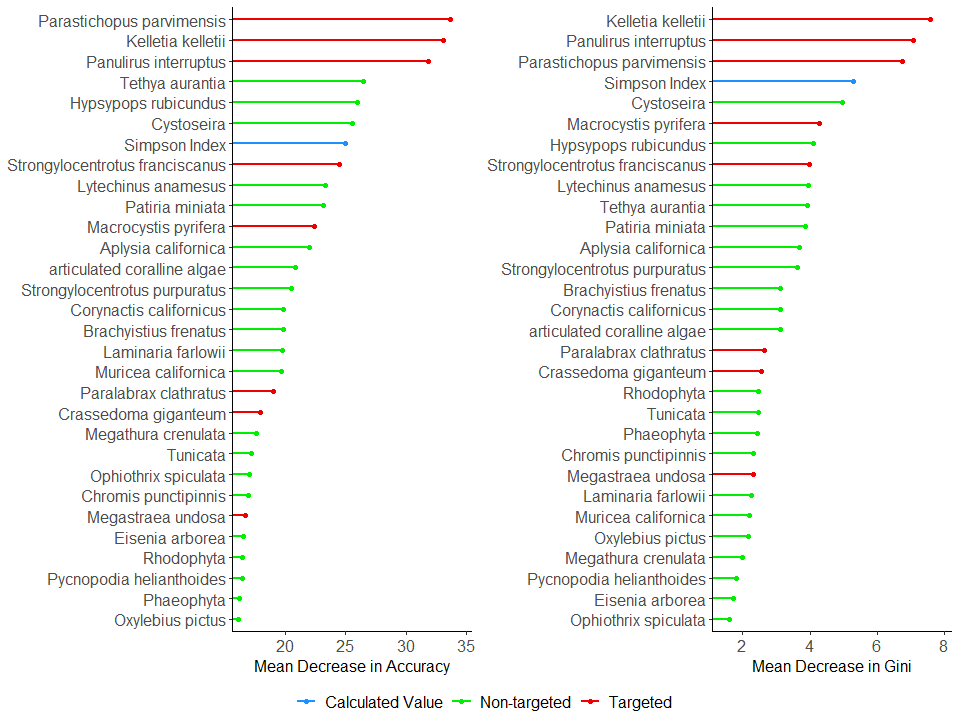 Parastichopus parvimensis
Kelletia kelletii
Panulirus interruptus
Tethya aurantia
Hypsypops rubicundus
Cystoseira
Simpson Index
Strongylocentrotus franciscanus
Lytechinus anamesus
Patiria miniata
Macrocystis pyrifera
Aplysia californica
articulated coralline algae
Strongylocentrotus purpuratus
Corynactis californicus
Brachyistius frenatus
Laminaria farlowii
Muricea californica
Paralabrax clathratus
Crassedoma giganteum
Megathura crenulata
Tunicata
Ophiothrix spiculata
Chromis punctipinnis
Megastraea undosa
Eisenia arborea
Rhodophyta
Pycnopodia helianthoides
Phaeophyta
Oxylebius pictus
20 25 30 35
Mean Decrease in Accuracy
Kelletia kelletii
Panulirus interruptus
Parastichopus parvimensis
Simpson Index
Cystoseira
Macrocystis pyrifera
Hypsypops rubicundus
Strongylocentrotus franciscanus
Lytechinus anamesus
Tethya aurantia
Patiria miniata
Aplysia californica
Strongylocentrotus purpuratus
Brachyistius frenatus
Corynactis californicus
articulated coralline algae
Paralabrax clathratus
Crassedoma giganteum
Rhodophyta
Tunicata
Phaeophyta
Chromis punctipinnis
Megastraea undosa
Laminaria farlowii
Muricea californica
Oxylebius pictus
Megathura crenulata
Pycnopodia helianthoides
Eisenia arborea
Ophiothrix spiculata
2 4 6 8
Mean Decrease in Gini
Calculated Value Non-targeted Targeted